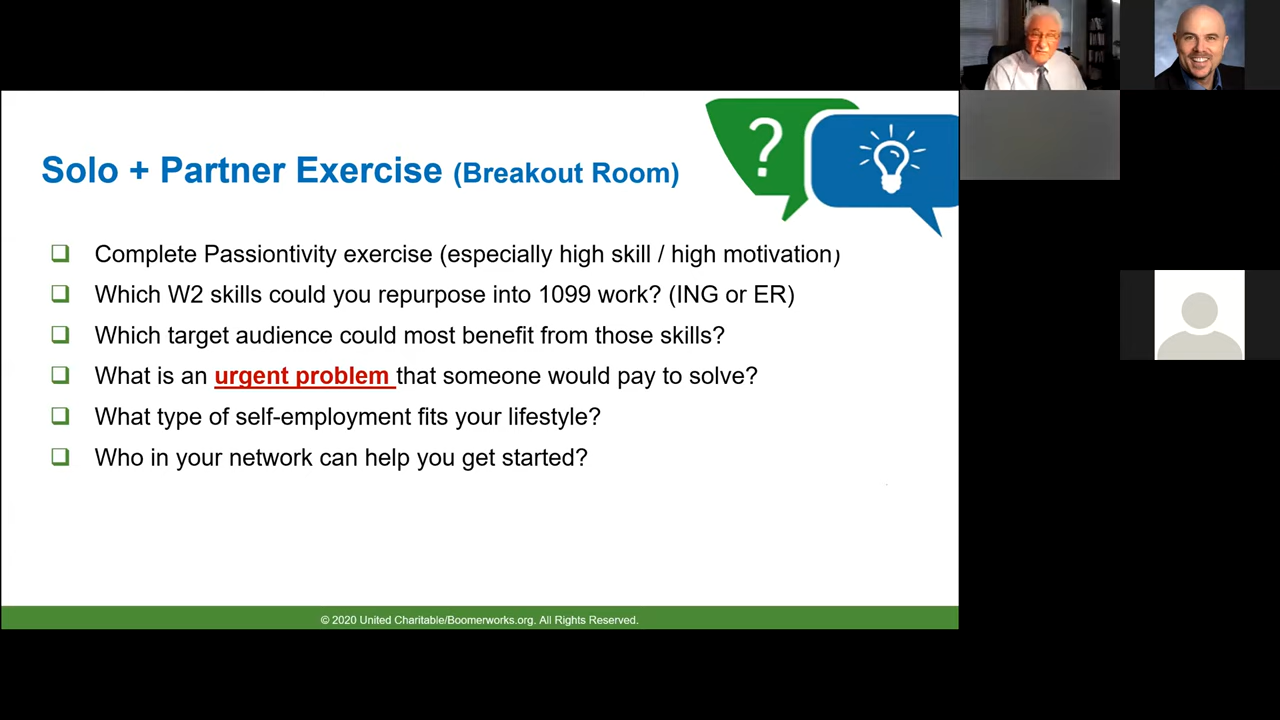 Solo + Partner Exercise (Breakout Room)
?
Complete Passiontivity exercise (especially high skill / high motivation)
Which W2 skills could you repurpose into 1099 work? (ING or ER)
Which target audience could most benefit from those skills?
What is an urgent problem that someone would pay to solve?
What type of self-employment fits your lifestyle?
Who in your network can help you get started?
© 2020 United Charitable/Boomerworks.org. All Rights Reserved.